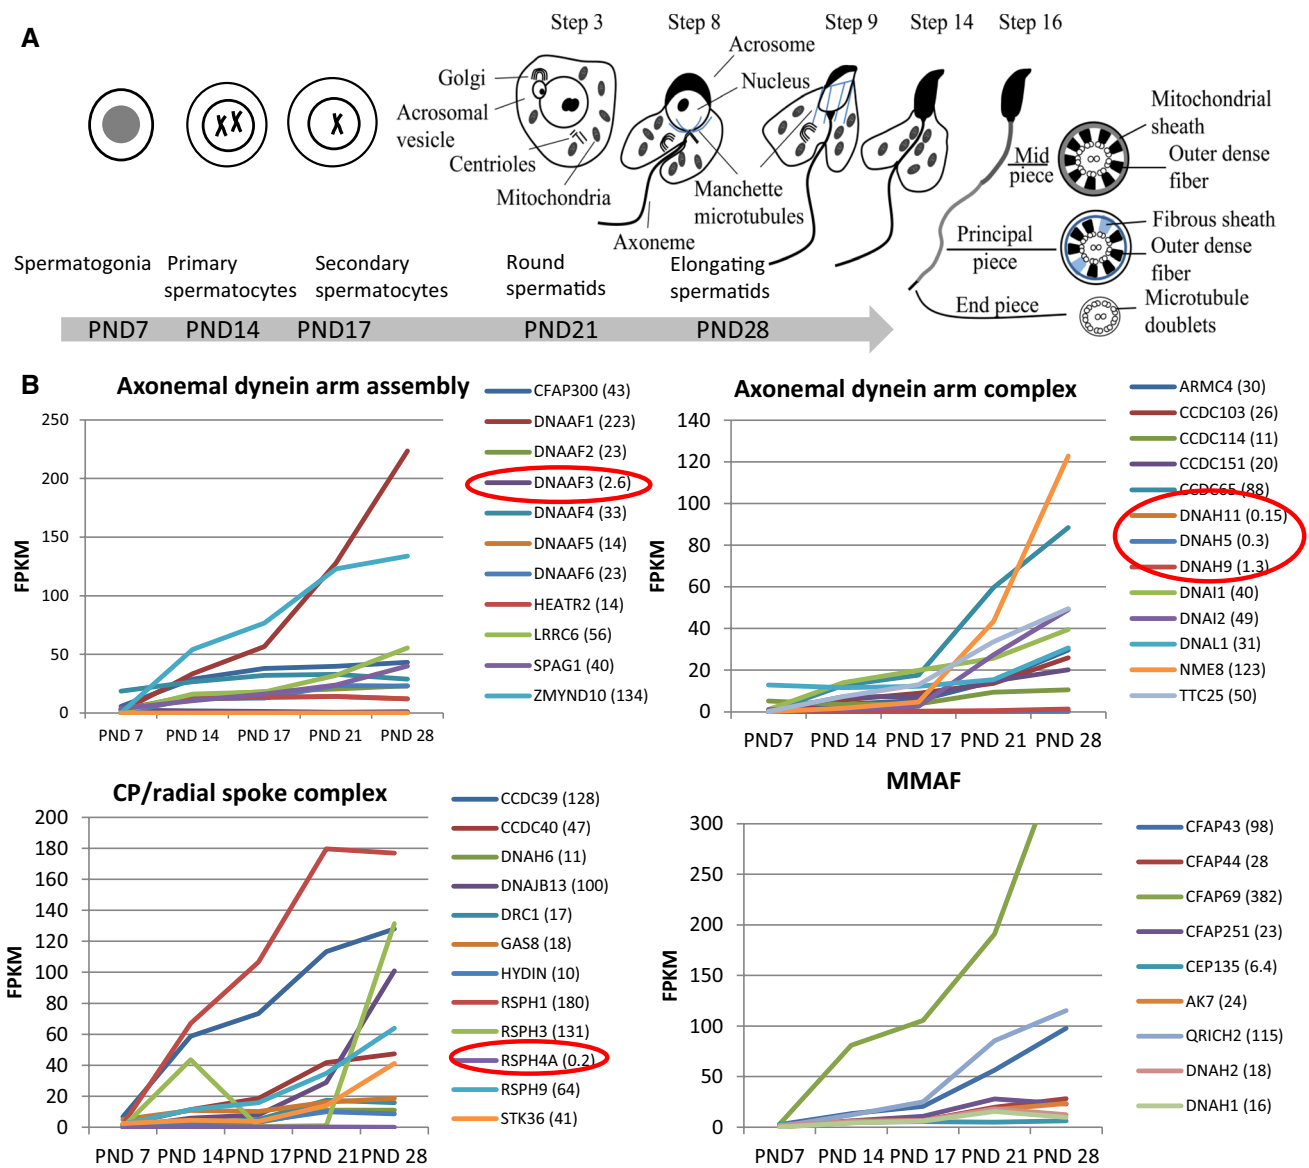 A
Step 3
Step 8
Step 9
Step 14
Step 16
Golgi
Acrosomal
vesicle
Centrioles
Mitochondria
Acrosome
Nucleus
Manchette
microtubules
Axoneme
Mid
piece
Mitochondrial
sheath
Outer dense
fiber
Principal
piece
Fibrous sheath
Outer dense
fiber
End piece
Microtubule
doublets
Spermatogonia
Primary
spermatocytes
Secondary
spermatocytes
Round
spermatids
Elongating
spermatids
PND7 PND14 PND17 PND21 PND28
B
Axonemal dynein arm assembly
FPKM
250
200
150
100
50
0
PND 7 PND 14 PND 17 PND 21 PND 28
CFAP300 (43)
DNAAF1 (223)
DNAAF2 (23)
DNAAF3 (2.6)
DNAAF4 (33)
DNAAF5 (14)
DNAAF6 (23)
HEATR2 (14)
LRRC6 (56)
SPAG1 (40)
ZMYND10 (134)
Axonemal dynein arm complex
FPKM
140
120
100
80
60
40
20
0
PND7 PND 14 PND 17 PND 21 PND 28
ARMC4 (30)
CCDC103 (26)
CCDC114 (11)
CCDC151 (20)
CCDC65 (88)
DNAH11 (0.15)
DNAH5 (0.3)
DNAH9 (1.3)
DNAI1 (40)
DNAI2 (49)
DNAL1 (31)
NME8 (123)
TTC25 (50)
CP/radial spoke complex
FPKM
200
180
160
140
120
100
80
60
40
20
0
PND 7 PND 14 PND 17 PND 21 PND 28
CCDC39 (128)
CCDC40 (47)
DNAH6 (11)
DNAJB13 (100)
DRC1 (17)
GAS8 (18)
HYDIN (10)
RSPH1 (180)
RSPH3 (131)
RSPH4A (0.2)
RSPH9 (64)
STK36 (41)
MMAF
FPKM
300
250
200
150
100
50
0
PND7 PND 14 PND 17 PND 21 PND 28
CFAP43 (98)
CFAP44 (28
CFAP69 (382)
CFAP251 (23)
CEP135 (6.4)
AK7 (24)
QRICH2 (115)
DNAH2 (18)
DNAH1 (16)